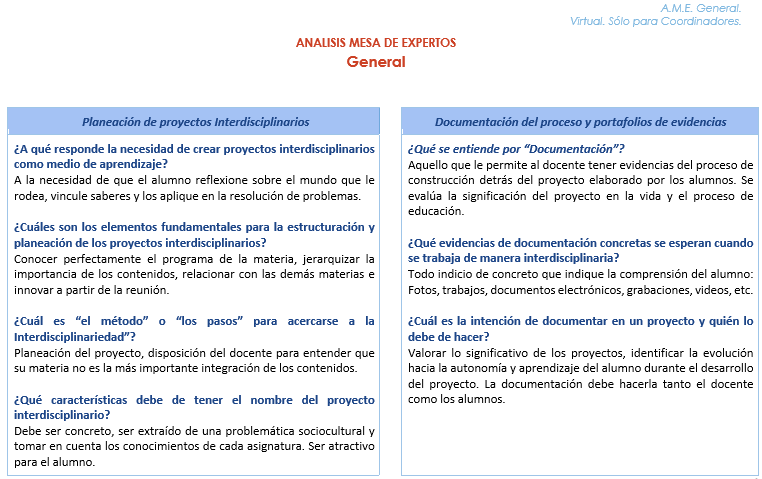 A.M.E. General.
Virtual. Sólo para Coordinadores.
ANALISIS MESA DE EXPERTOS
General
Planeación de proyectos Interdisciplinarios
¿A qué responde la necesidad de crear proyectos interdisciplinarios
como medio de aprendizaje?
A la necesidad de que el alumno reflexione sobre el mundo que le
rodea, vincule saberes y los aplique en la resolución de problemas.
¿Cuáles son los elementos fundamentales para la estructuración y
planeación de los proyectos interdisciplinarios?
Conocer perfectamente el programa de la materia, jerarquizar la
importancia de los contenidos, relacionar con las demás materias e
innovar a partir de la reunión.
¿Cuál es “el método” o “los pasos” para acercarse a la
Interdisciplinariedad”?
Planeación del proyecto, disposición del docente para entender que
su materia no es la más importante integración de los contenidos.
¿Qué características debe de tener el nombre del proyecto
interdisciplinario?
Debe ser concreto, ser extraído de una problemática sociocultural y
tomar en cuenta los conocimientos de cada asignatura. Ser atractivo
para el alumno.
Documentación del proceso y portafolios de evidencias
¿Qué se entiende por “Documentación”?
Aquello que le permite al docente tener evidencias del proceso de
construcción detrás del proyecto elaborado por los alumnos. Se
evalúa la significación del proyecto en la vida y el proceso de
educación.
¿Qué evidencias de documentación concretas se esperan cuando
se trabaja de manera interdisciplinaria?
Todo indicio de concreto que indique la comprensión del alumno:
Fotos, trabajos, documentos electrónicos, grabaciones, videos, etc.
¿Cuál es la intención de documentar en un proyecto y quién lo
debe de hacer?
Valorar lo significativo de los proyectos, identificar la evolución
hacia la autonomía y aprendizaje del alumno durante el desarrollo
del proyecto. La documentación debe hacerla tanto el docente
como los alumnos.